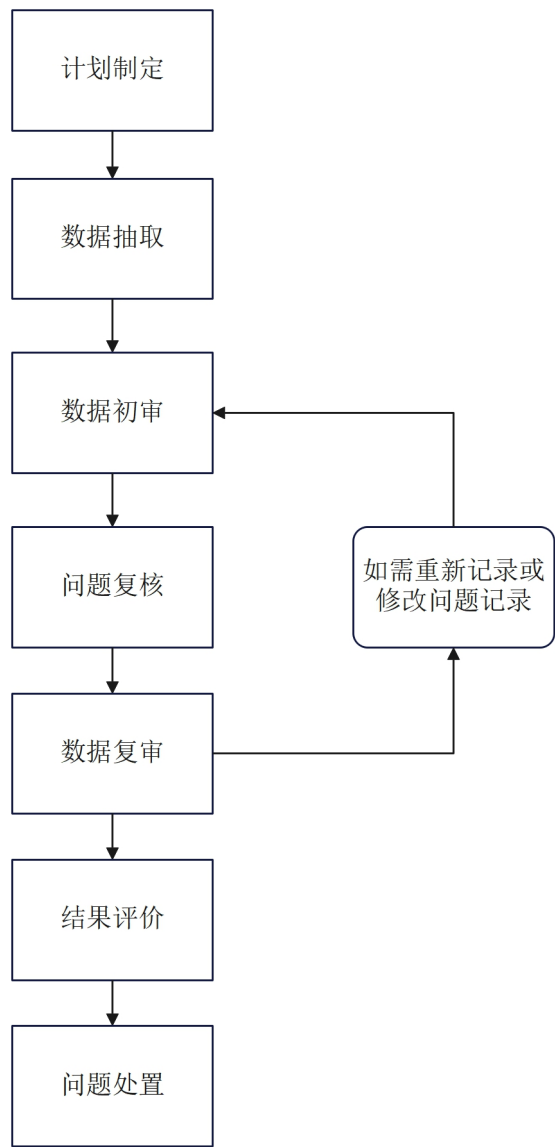 计划制定
数据抽取
数据初审
问题复核
如需重新记录或
修改问题记录
数据复审
结果评价
问题处置